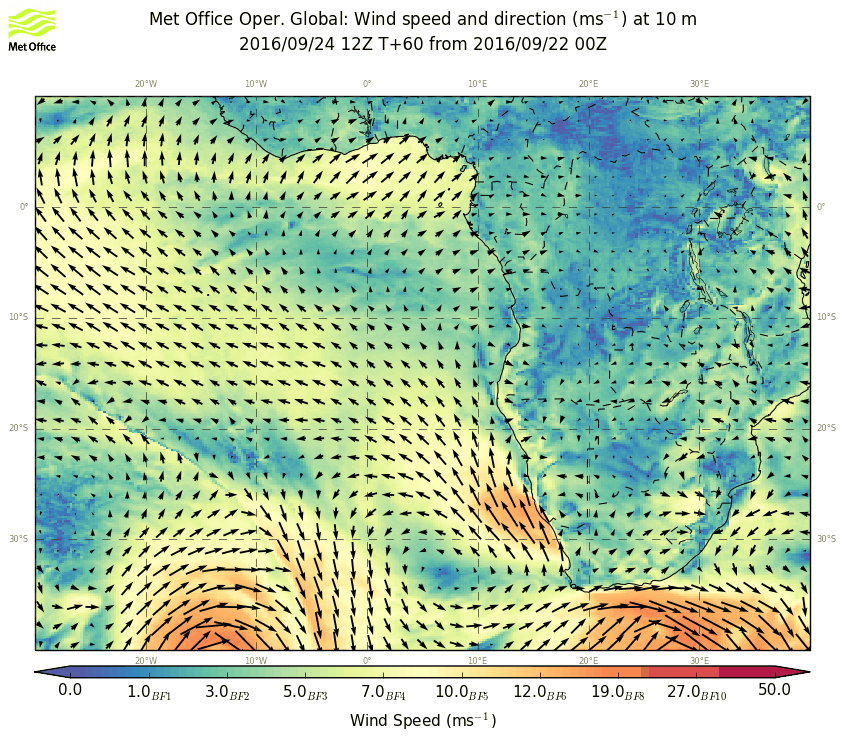 Met Office Oper. Global: Wind speed and direction (ms⁻¹) at 10 m
2016/09/24 12Z T+60 from 2016/09/22 00Z
Met Office
20°W 10°W 0° 10°E 20°E 30°E
0° 0°
10°S 10°S
20°S 20°S
30°S 30°S
20°W 10°W 0° 10°E 20°E 30°E
0.0 1.0BF1 3.0BF2 5.0BF3 7.0BF4 10.0BF5 12.0BF6 19.0BF8 27.0BF10 50.0
Wind Speed (ms⁻¹)